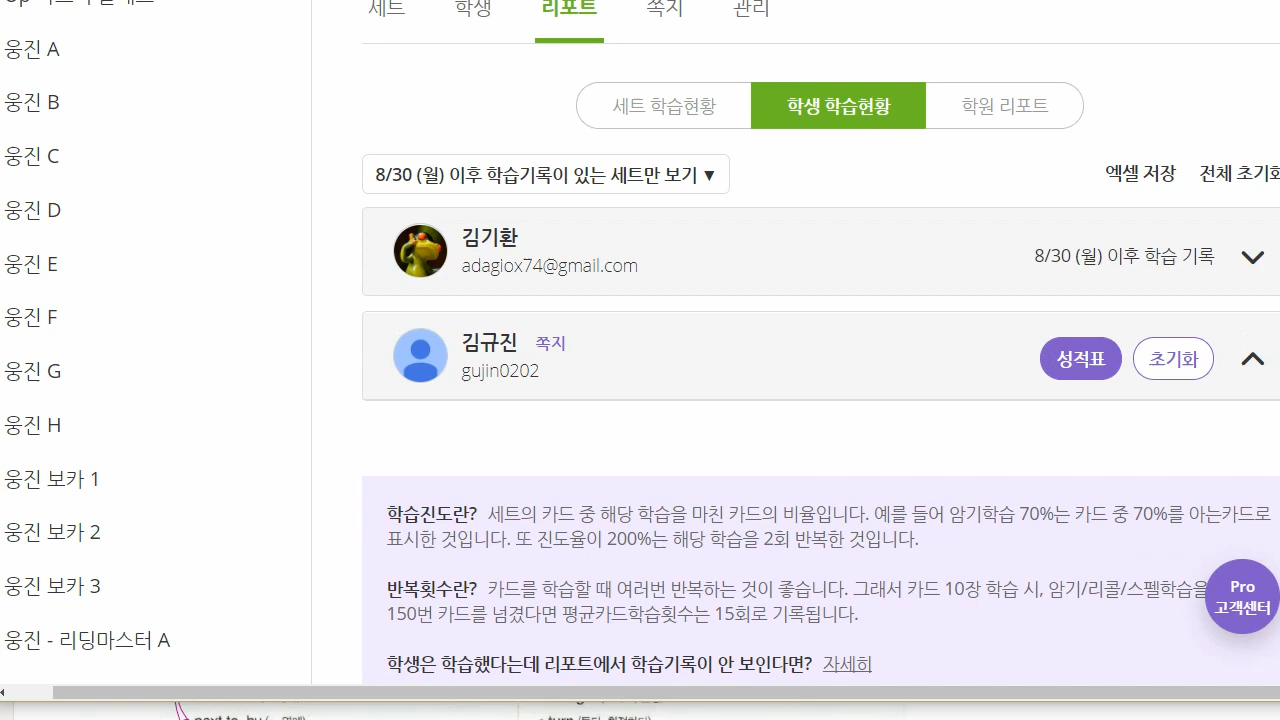 세트 학생 리포트 쪽지 관리
웅진 A
웅진 B
웅진 C
웅진 D
웅진 E
웅진 F
웅진 G
웅진 H
웅진 보카 1
웅진 보카 2
웅진 보카 3
웅진 - 리딩마스터 A
세트 학습현황 학생 학습현황 학원 리포트
8/30 (월) 이후 학습기록이 있는 세트만 보기 ▼ 엑셀 저장 전체 초기화
김기환
adagiox74@gmail.com
8/30 (월) 이후 학습 기록
김규진 쪽지
gujin0202
성적표 초기화
학습진도란? 세트의 카드 중 해당 학습을 마친 카드의 비율입니다. 예를 들어 암기학습 70%는 카드 중 70%를 아는카드로
표시한 것입니다. 또 진도율이 200%는 해당 학습을 2회 반복한 것입니다.
반복횟수란? 카드를 학습할 때 여러번 반복하는 것이 좋습니다. 그래서 카드 10장 학습 시, 암기/리콜/스펠학습을
150번 카드를 넘겼다면 평균카드학습횟수는 15회로 기록됩니다.
학생은 학습했다는데 리포트에서 학습기록이 안 보인다면? 자세히
Pro
고객센터